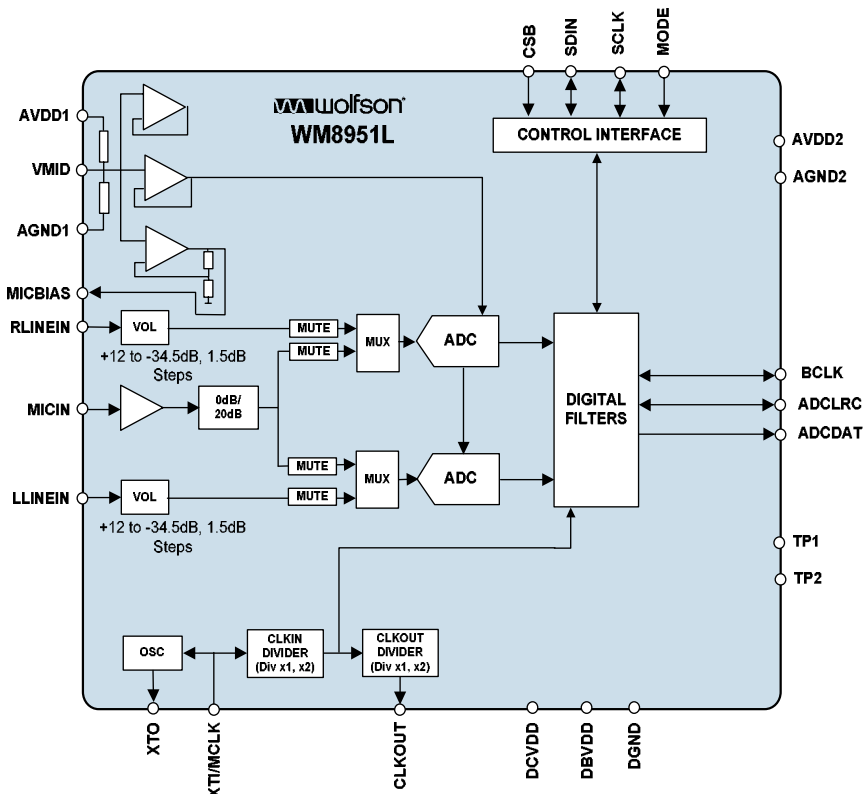 CSB
SDIN
SCLK
MODE
wolfson
WM8951L
CONTROL INTERFACE
AVDD1
VMID
AGND1
MICBIAS
RLINEIN
MICIN
LLINEIN
AVDD2
AGND2
VOL
+12 to -34.5dB, 1.5dB
Steps
MUTE
MUTE
MUX
ADC
0dB/
20dB
DIGITAL
FILTERS
BCLK
ADCLRC
ADCDAT
MUTE
MUTE
MUX
ADC
VOL
+12 to -34.5dB, 1.5dB
Steps
TP1
TP2
OSC
CLKIN
DIVIDER
(Div x1, x2)
CLKOUT
DIVIDER
(Div x1, x2)
XTO
XTI/MCLK
CLKOUT
DCVDD
DBVDD
DGND